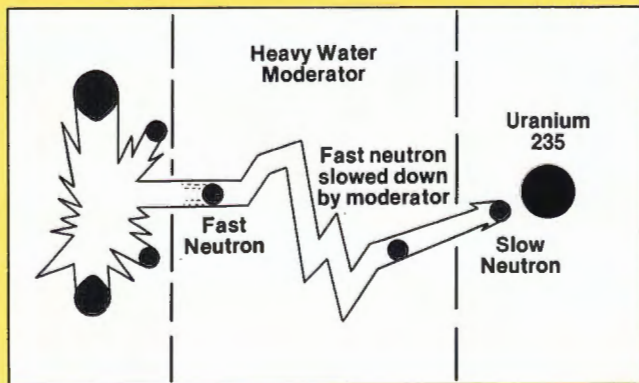 Heavy Water
Moderator
Uranium
235
Fast neutron
slowed down
by moderator
Fast
Neutron
Slow
Neutron